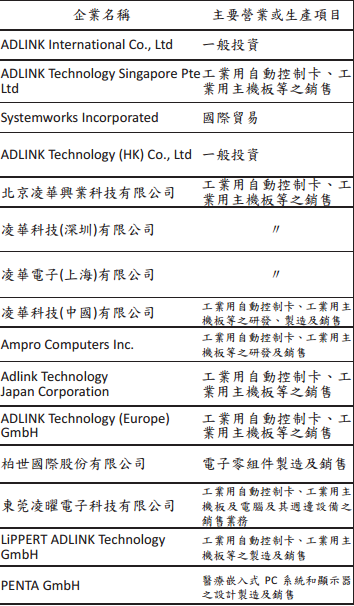 企業名稱 主要營業或生產項目
ADLINK International Co., Ltd 一般投資
ADLINK Technology Singapore Pte 工業用自動控制卡、工
Ltd 業用主機板等之銷售
Systemworks Incorporated 國際貿易
ADLINK Technology (HK) Co., Ltd 一般投資
北京凌華興業科技有限公司 工業用自動控制卡、工
業用主機板等之銷售
凌華科技(深圳)有限公司 〃
凌華電子(上海)有限公司 〃
凌華科技(中國)有限公司 工業用自動控制卡、工業用主
機板等之研發、製造及銷售
Ampro Computers Inc. 工業用自動控制卡、工業用主
機板等之研發及銷售
Adlink Technology 工業用自動控制卡、工
Japan Corporation 業用主機板等之銷售
ADLINK Technology (Europe) 工業用自動控制卡、工
GmbH 業用主機板等之銷售
柏世國際股份有限公司 電子零組件製造及銷售
東莞凌曜電子科技有限公司 工業用自動控制卡、工業用主
機板及電腦及其週邊設備之
銷售業務
LiPPERT ADLINK Technology 工業用自動控制卡、工業用主
GmbH 機板等之製造及銷售
PENTA GmbH 醫療嵌入式 PC 系統和顯示器
之設計製造及銷售